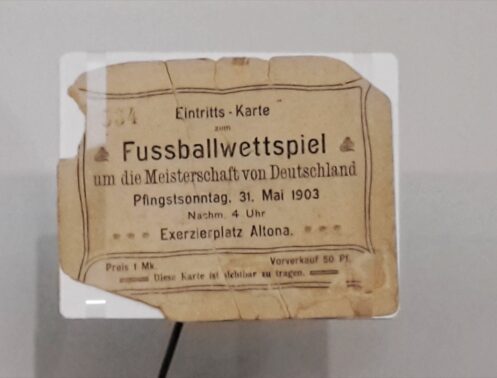 Eintritts-Karte
zum
Fussballwettspiel
um die Meisterschaft von Deutschland
Pfingstsonntag, 31. Mai 1903
Nachm. 4 Uhr
Exerzierplatz Altona.
Preis 1 Mk. Vorverkauf 50 Pf.
Diese Karte ist sichtbar zu tragen.